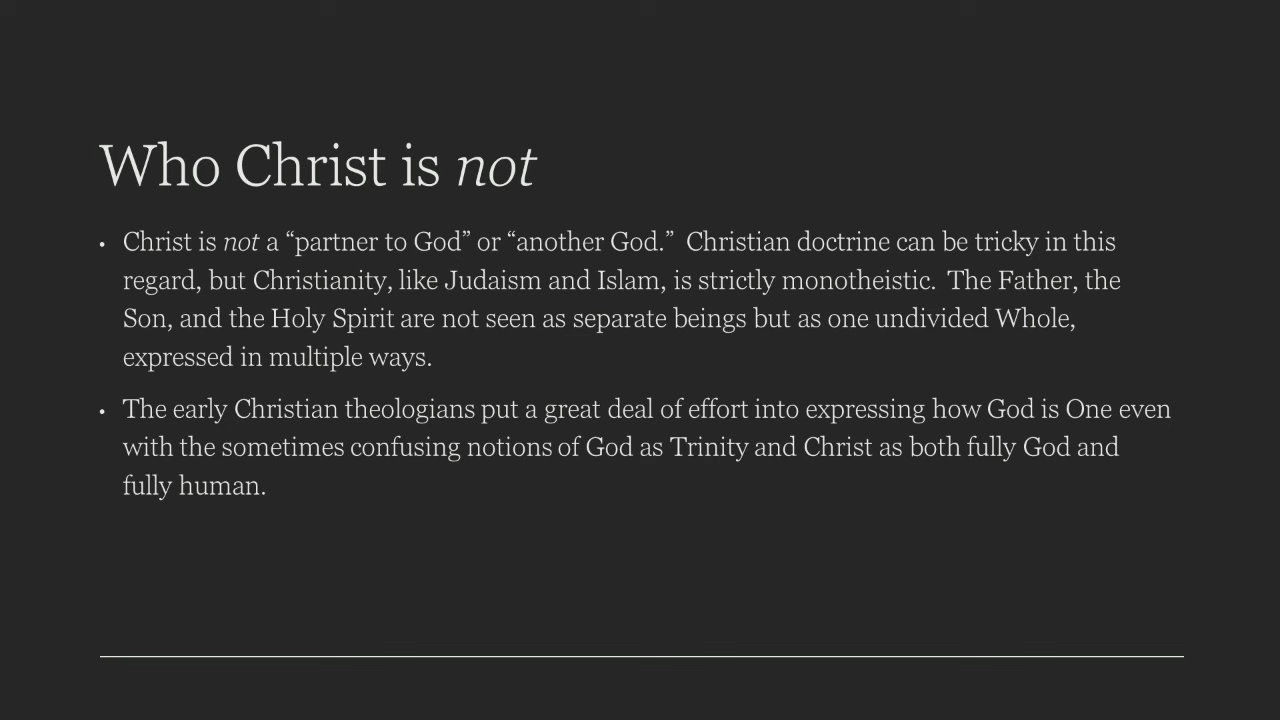 Who Christ is not
• Christ is not a “partner to God” or “another God.”  Christian doctrine can be tricky in this
regard, but Christianity, like Judaism and Islam, is strictly monotheistic.  The Father, the
Son, and the Holy Spirit are not seen as separate beings but as one undivided Whole,
expressed in multiple ways.
• The early Christian theologians put a great deal of effort into expressing how God is One even
with the sometimes confusing notions of God as Trinity and Christ as both fully God and
fully human.